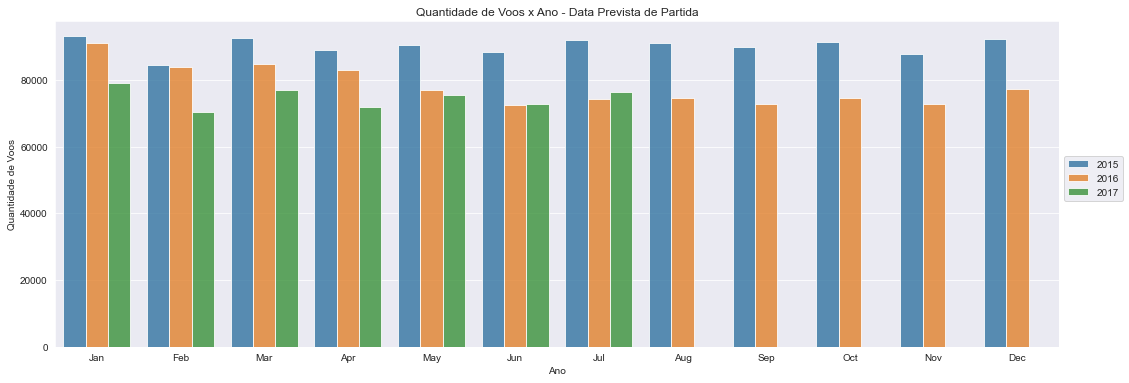 Quantidade de Voos x Ano - Data Prevista de Partida
Quantidade de Voos
80000
60000
40000
20000
0
Jan Feb Mar Apr May Jun Jul Aug Sep Oct Nov Dec
Ano
2015
2016
2017